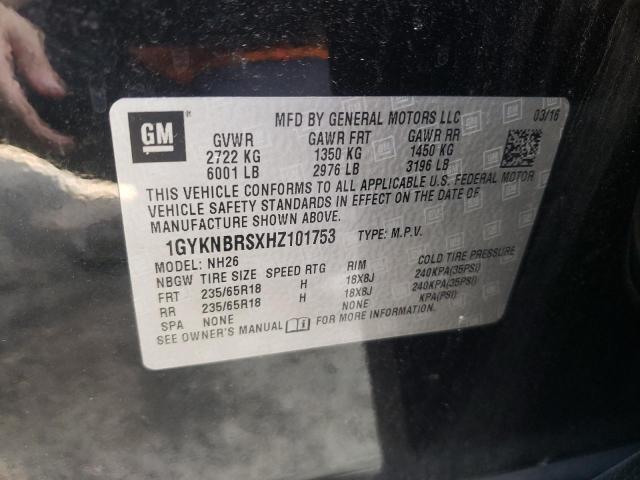 GM
MFD BY GENERAL MOTORS LLC 03/16
GVWR GAWR FRT GAWR RR
2722 KG 1350 KG 1450 KG
6001 LB 2976 LB 3196 LB
THIS VEHICLE CONFORMS TO ALL APPLICABLE U.S. FEDERAL MOTOR
VEHICLE SAFETY STANDARDS IN EFFECT ON THE DATE OF
MANUFACTURE SHOWN ABOVE.
1GYKNBRSXHZ101753 TYPE: M.P.V.
MODEL: NH26
NBGW TIRE SIZE SPEED RTG RIM COLD TIRE PRESSURE
FRT 235/65R18 H 18X8J 240KPA(35PSI)
RR 235/65R18 H 18X8J 240KPA(35PSI)
SPA NONE NONE KPA(PSI)
SEE OWNER'S MANUAL FOR MORE INFORMATION.